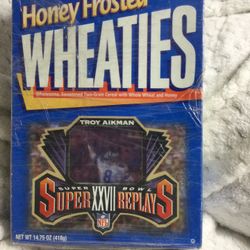 Honey Frosted
WHEATIES
Wholesome, Sweetened Two-Grain Cereal with Whole Wheat and Honey
TROY AIKMAN
8
SUPER BOWL
SUPER XXVII REPLAYS
NFL
NET WT 14.75 OZ (418g)